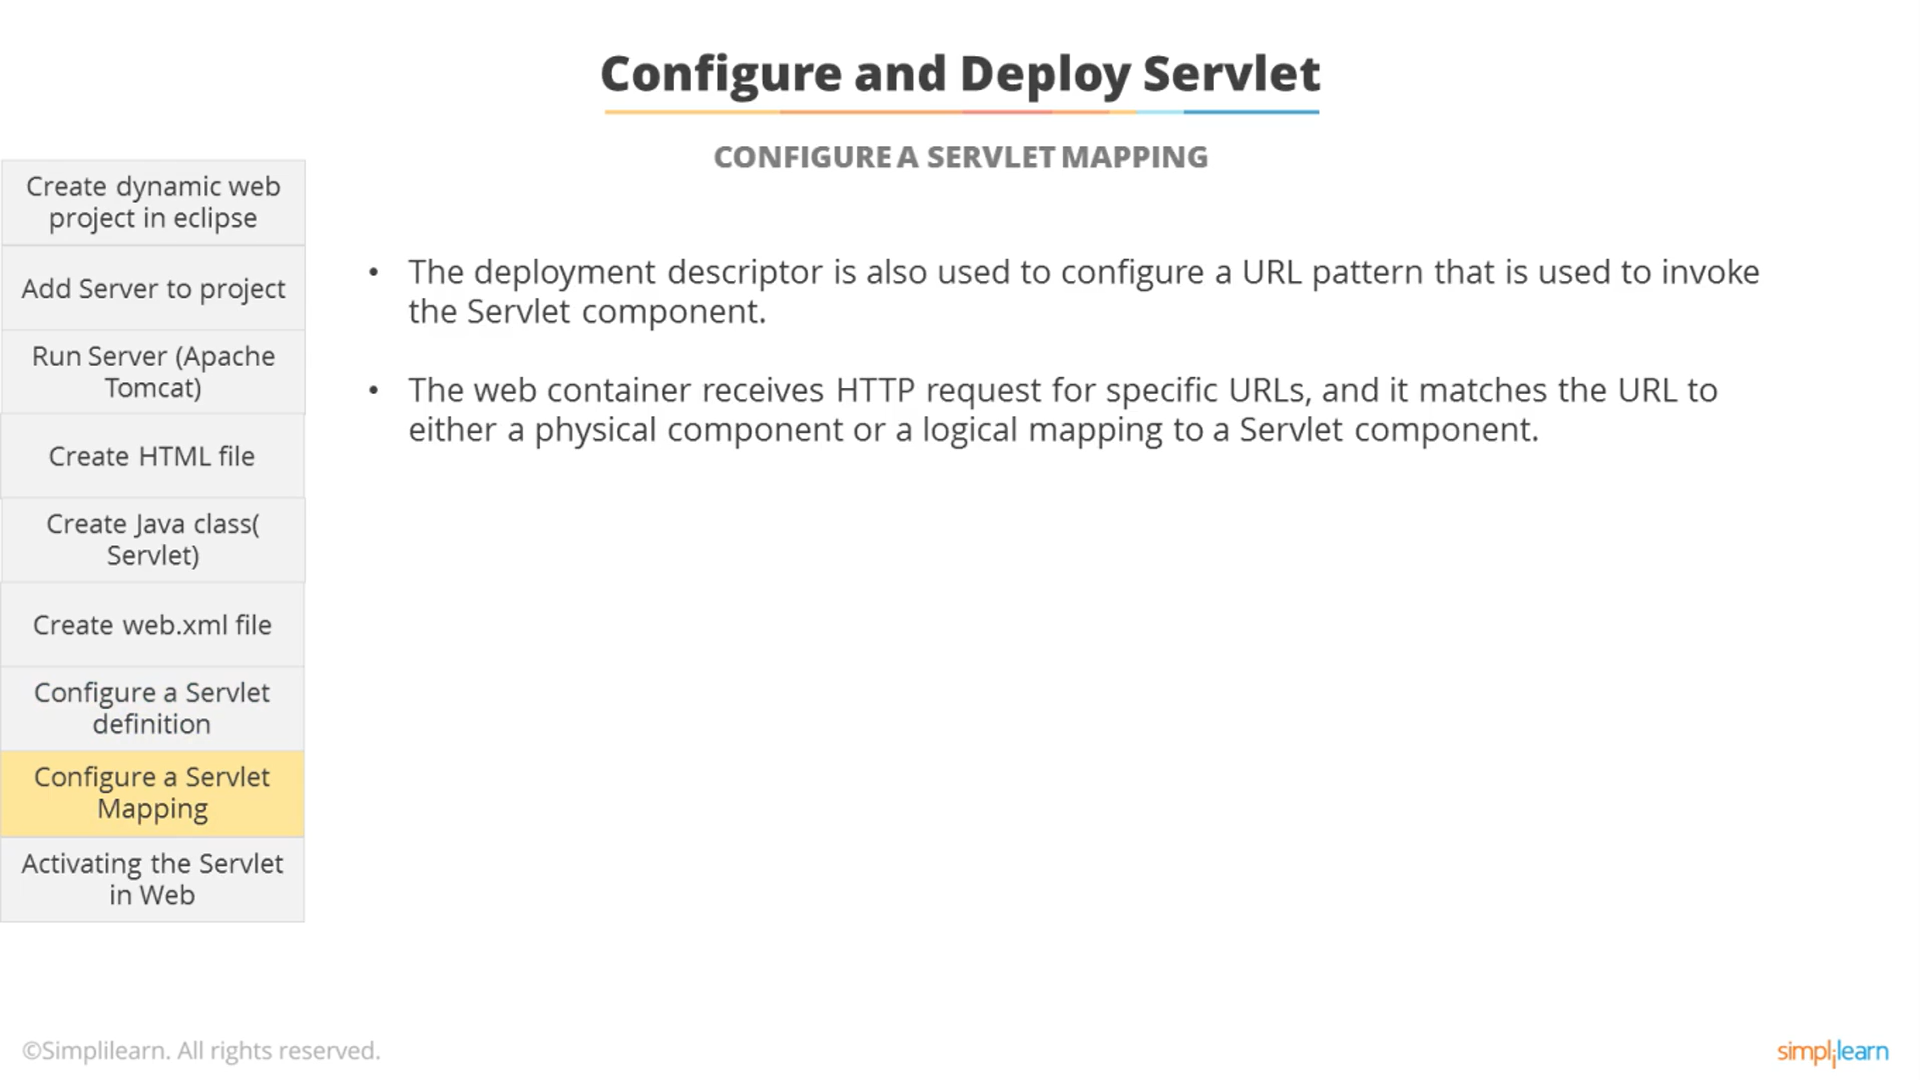 Configure and Deploy Servlet
CONFIGURE A SERVLET MAPPING
Create dynamic web
project in eclipse
Add Server to project
Run Server (Apache
Tomcat)
Create HTML file
Create Java class(
Servlet)
Create web.xml file
Configure a Servlet
definition
Configure a Servlet
Mapping
Activating the Servlet
in Web
• The deployment descriptor is also used to configure a URL pattern that is used to invoke
the Servlet component.
• The web container receives HTTP request for specific URLs, and it matches the URL to
either a physical component or a logical mapping to a Servlet component.
©Simplilearn. All rights reserved.
simplilearn